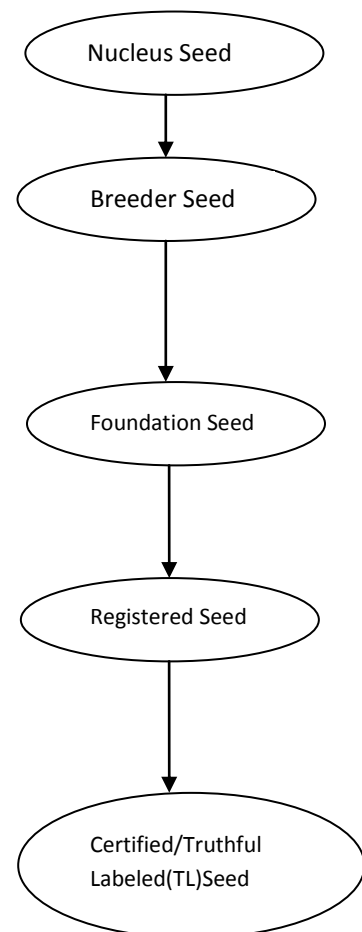 Nucleus Seed
Breeder Seed
Foundation Seed
Registered Seed
Certified/Truthful
Labeled(TL)Seed